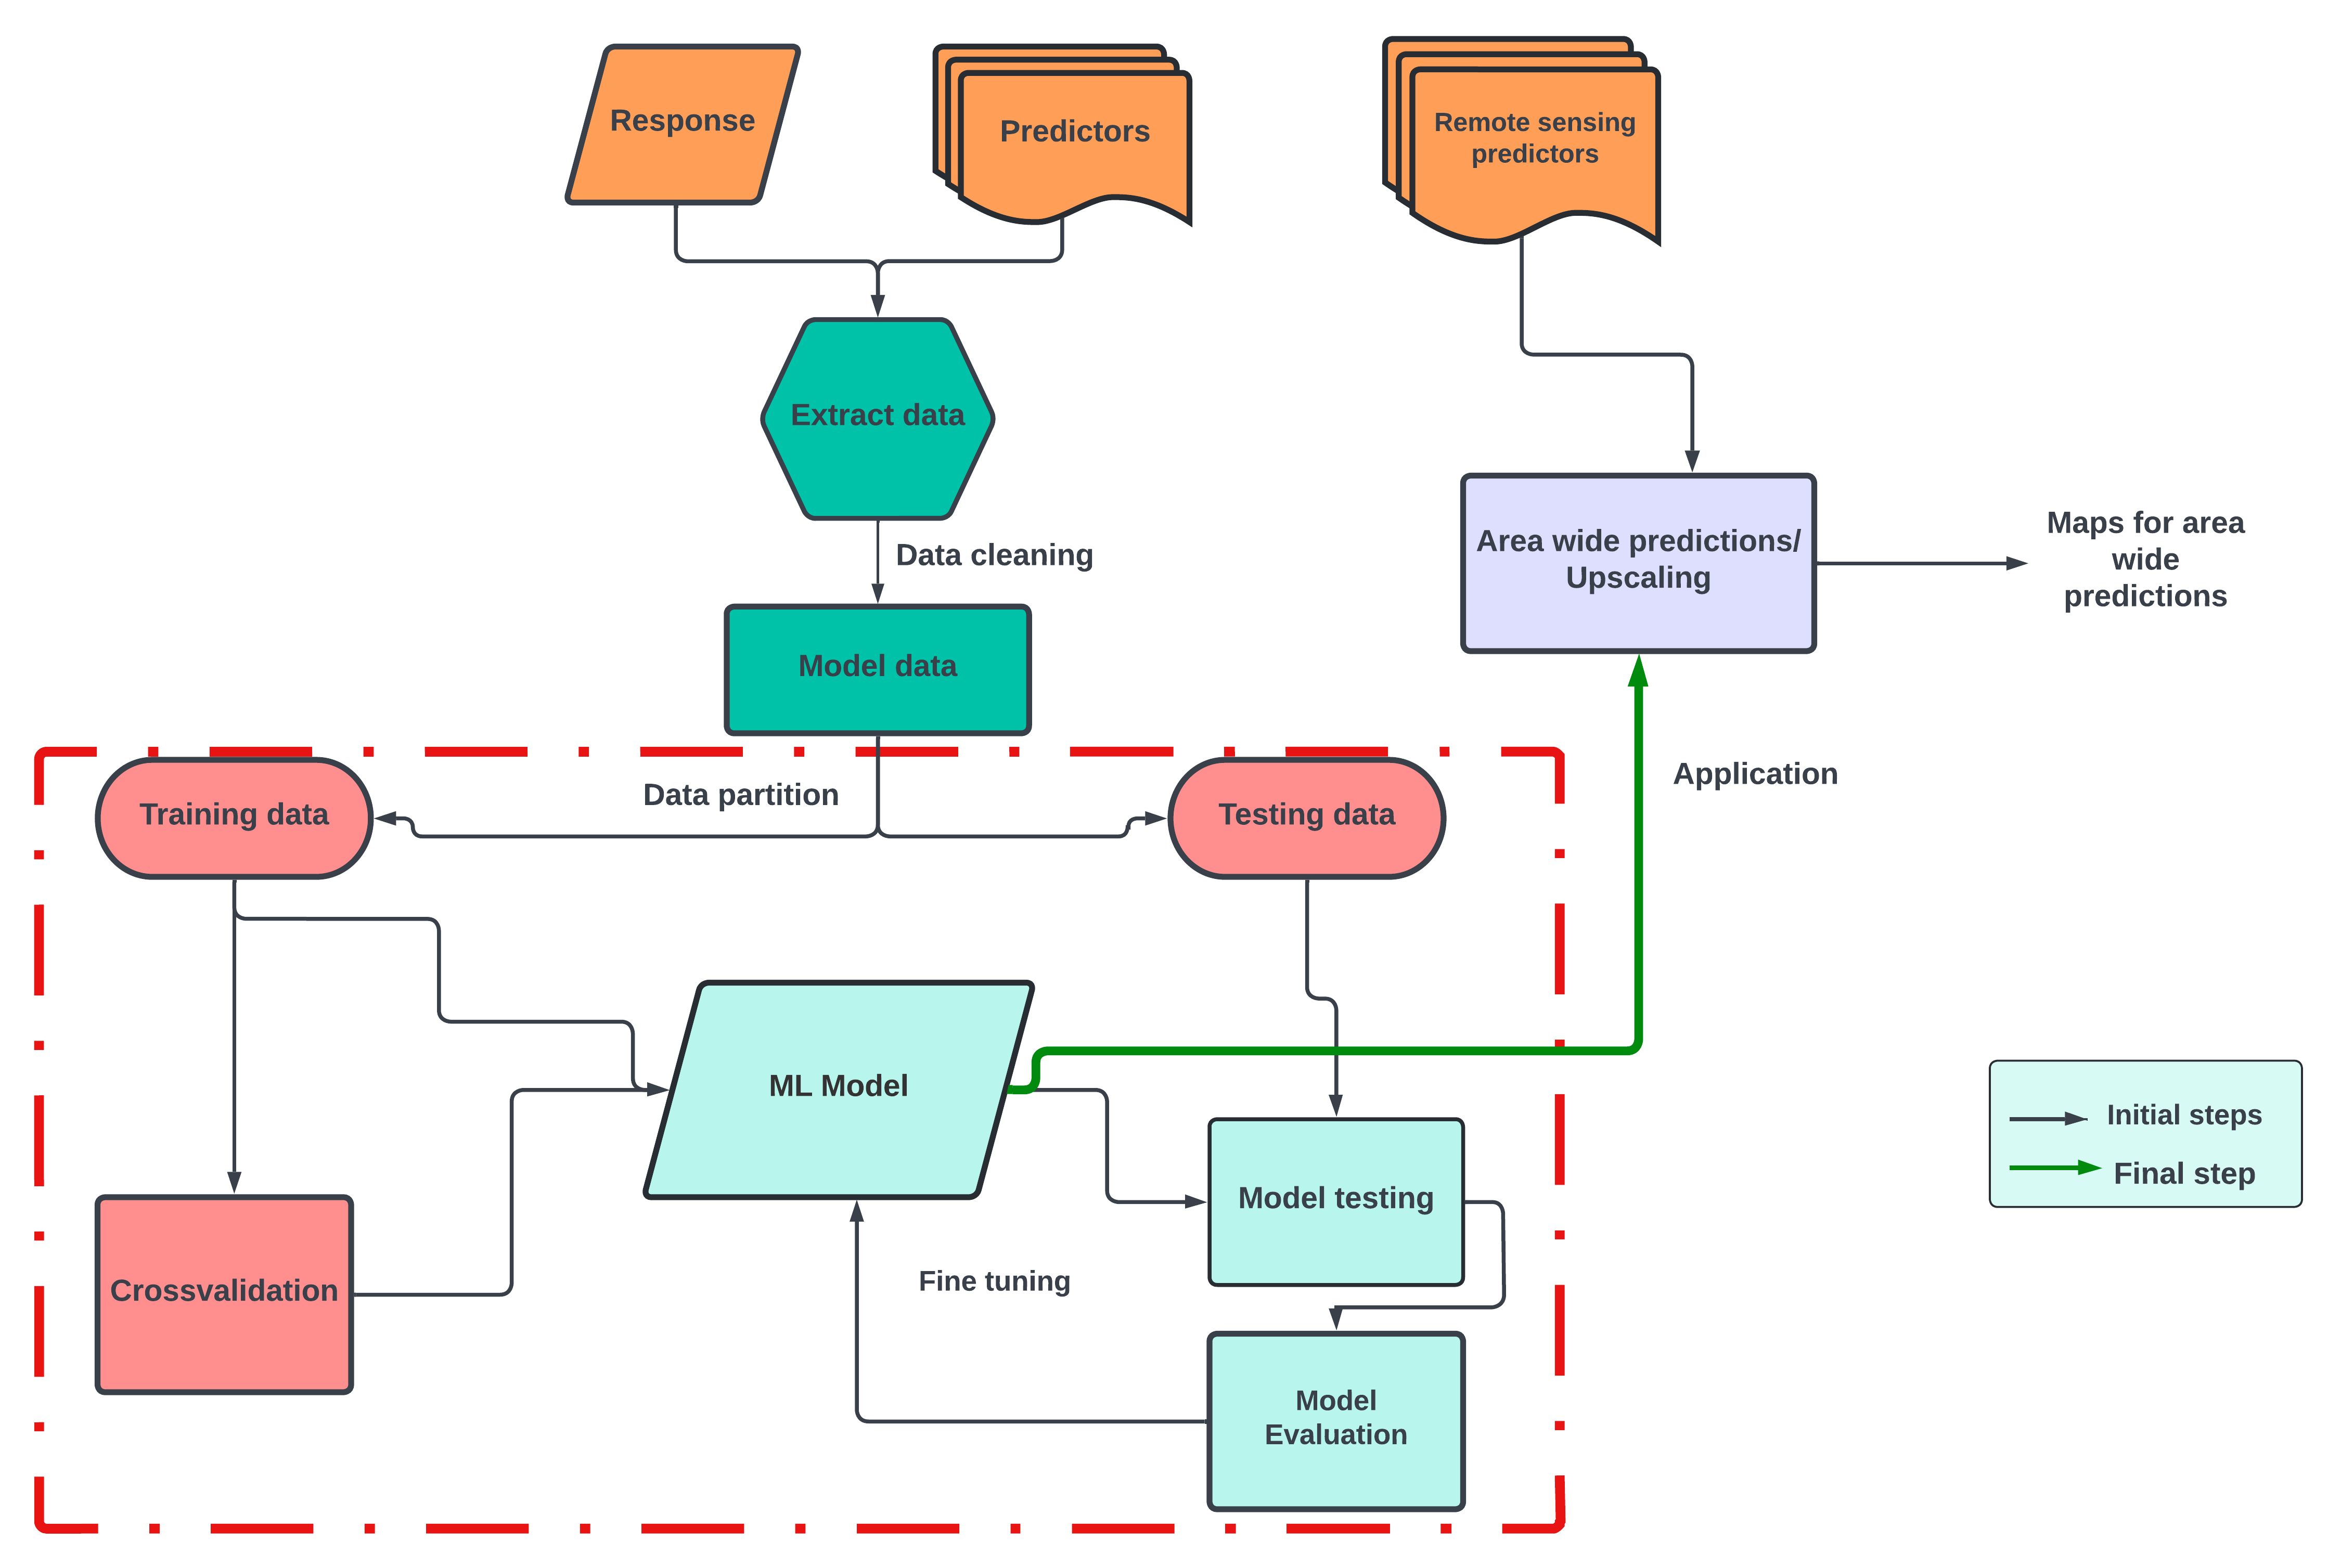 Response
Predictors
Remote sensing
predictors
Extract data
Data cleaning
Area wide predictions/
Upscaling
Maps for area
wide
predictions
Model data
Application
Data partition
Training data
Testing data
ML Model
Initial steps
Final step
Model testing
Fine tuning
Crossvalidation
Model
Evaluation